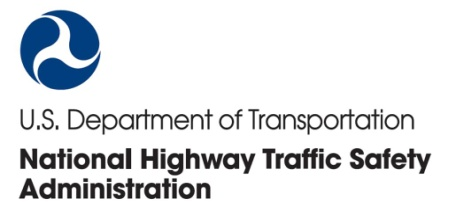 U.S. Department of Transportation
National Highway Traffic Safety
Administration